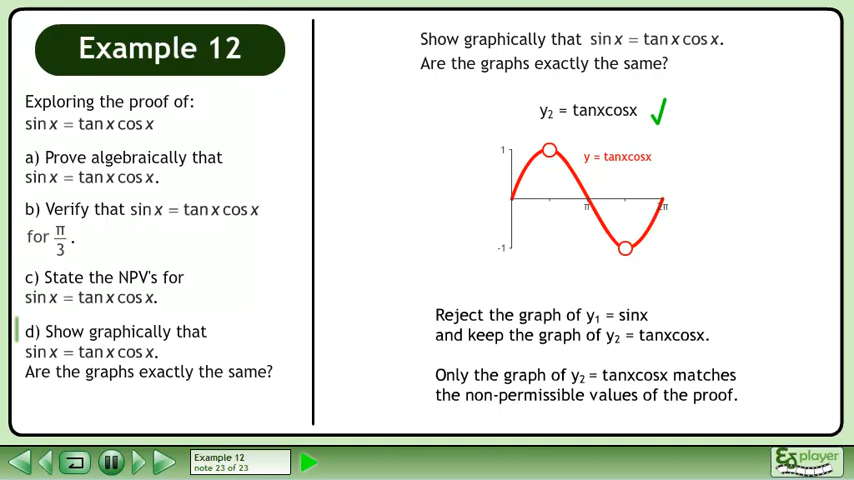 Example 12
Exploring the proof of:
sin x = tan x cos x
a) Prove algebraically that
sin x = tan x cos x.
b) Verify that sin x = tan x cos x
for π/3.
c) State the NPV's for
sin x = tan x cos x.
d) Show graphically that
sin x = tan x cos x.
Are the graphs exactly the same?
Show graphically that sin x = tan x cos x.
Are the graphs exactly the same?
y₂ = tanxcosx
1
y = tanxcosx
π
2π
-1
Reject the graph of y₁ = sinx
and keep the graph of y₂ = tanxcosx.
Only the graph of y₂ = tanxcosx matches
the non-permissible values of the proof.
Example 12
note 23 of 23
player